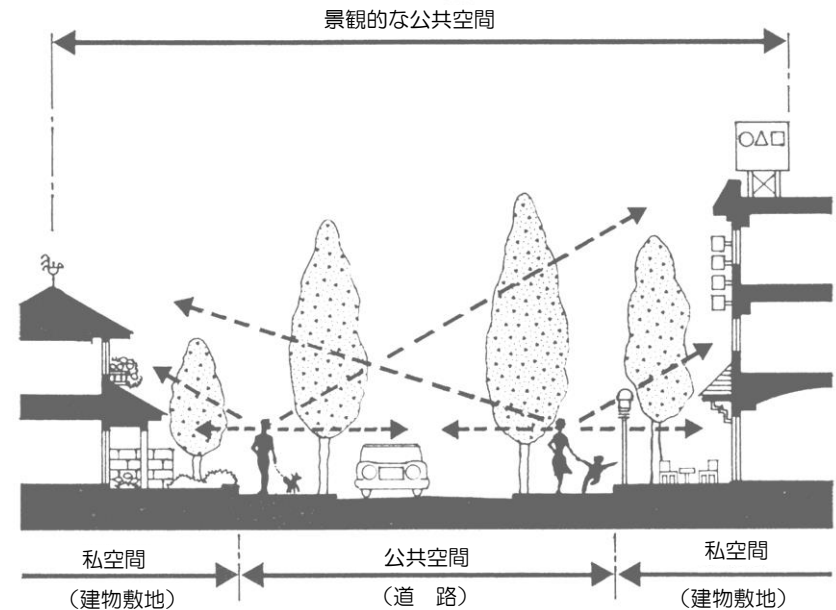 景観的な公共空間
○△□
私空間
(建物敷地)
公共空間
(道　路)
私空間
(建物敷地)